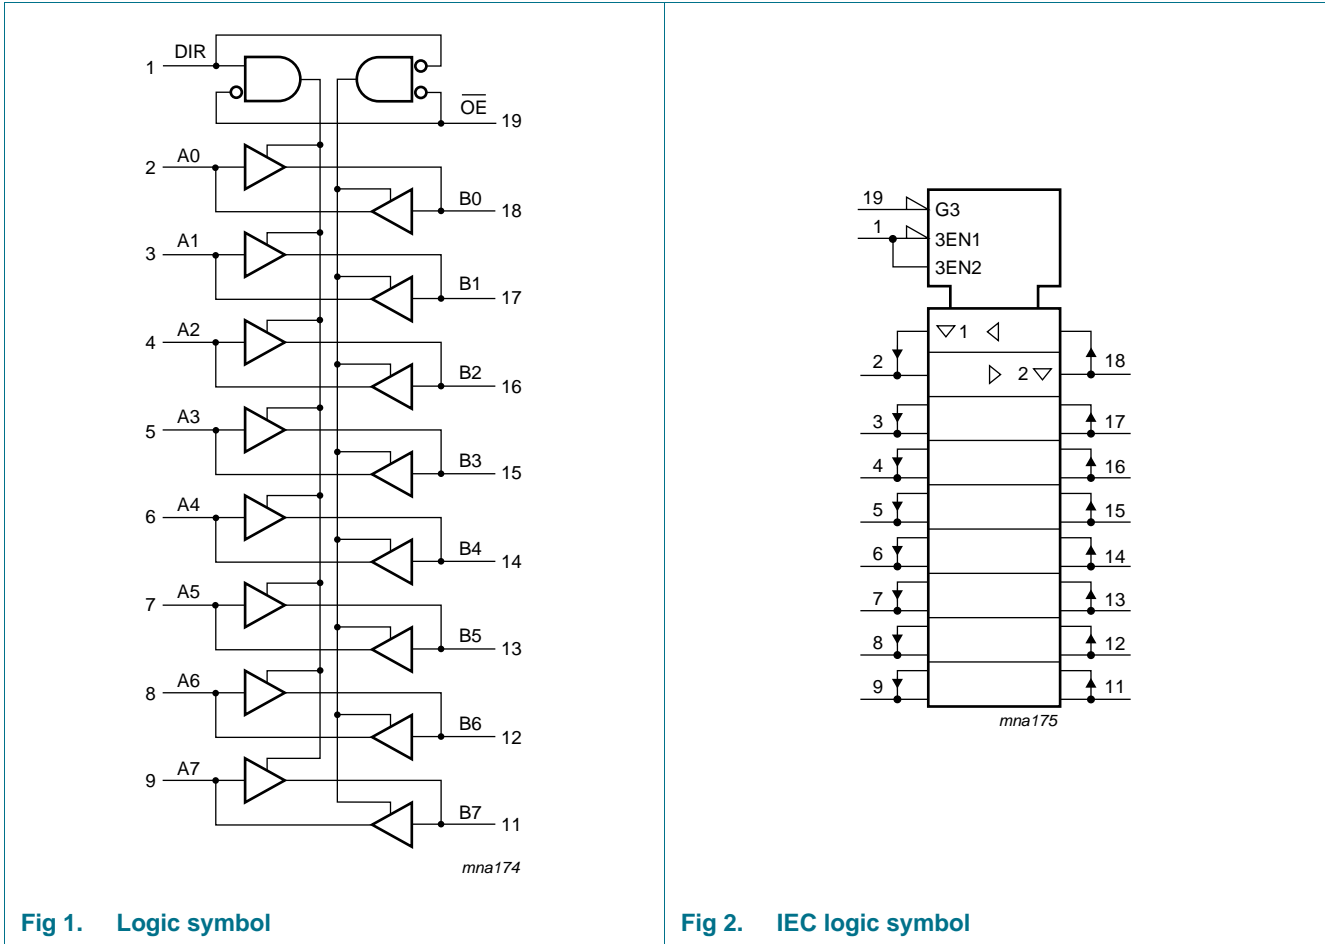 DIR
1
OE
19
A0
2
B0
18
A1
3
B1
17
A2
4
B2
16
A3
5
B3
15
A4
6
B4
14
A5
7
B5
13
A6
8
B6
12
A7
9
B7
11
mna174
Fig 1. Logic symbol
19
G3
1
3EN1
3EN2
1
2
18
2
3
17
4
16
5
15
6
14
7
13
8
12
9
11
mna175
Fig 2. IEC logic symbol